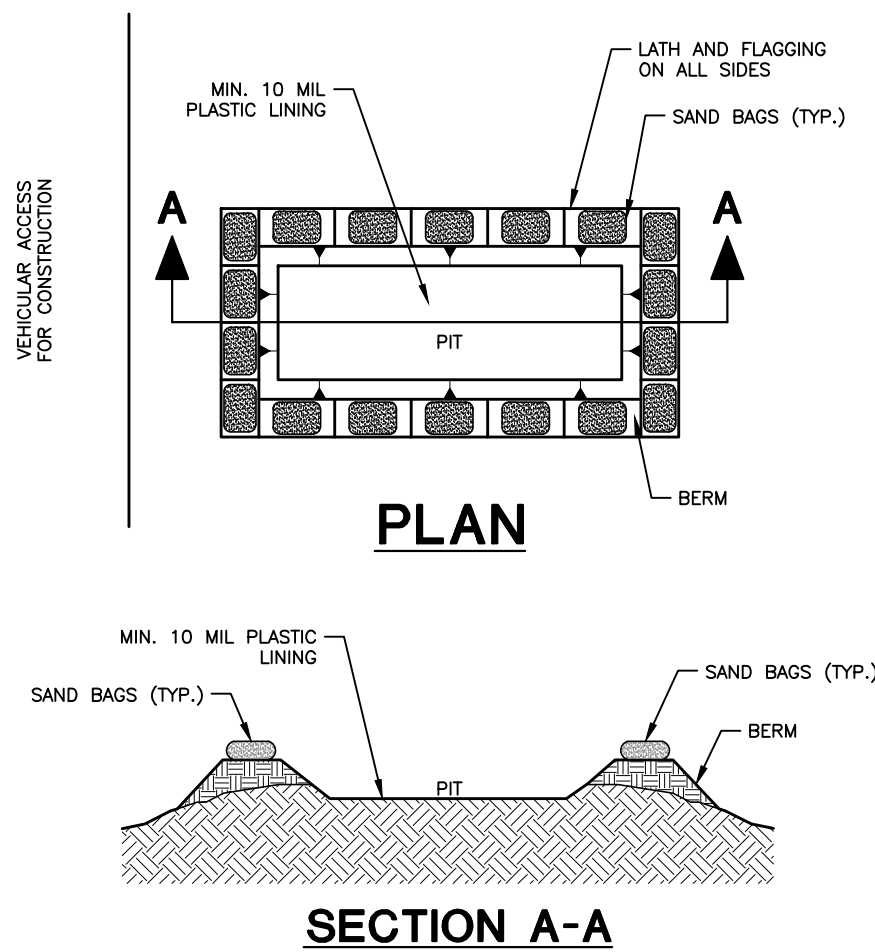 LATH AND FLAGGING
ON ALL SIDES
MIN. 10 MIL
PLASTIC LINING
SAND BAGS (TYP.)
VEHICULAR ACCESS
FOR CONSTRUCTION
A
A
PIT
BERM
PLAN
MIN. 10 MIL PLASTIC
LINING
SAND BAGS (TYP.)
SAND BAGS (TYP.)
BERM
PIT
SECTION A-A